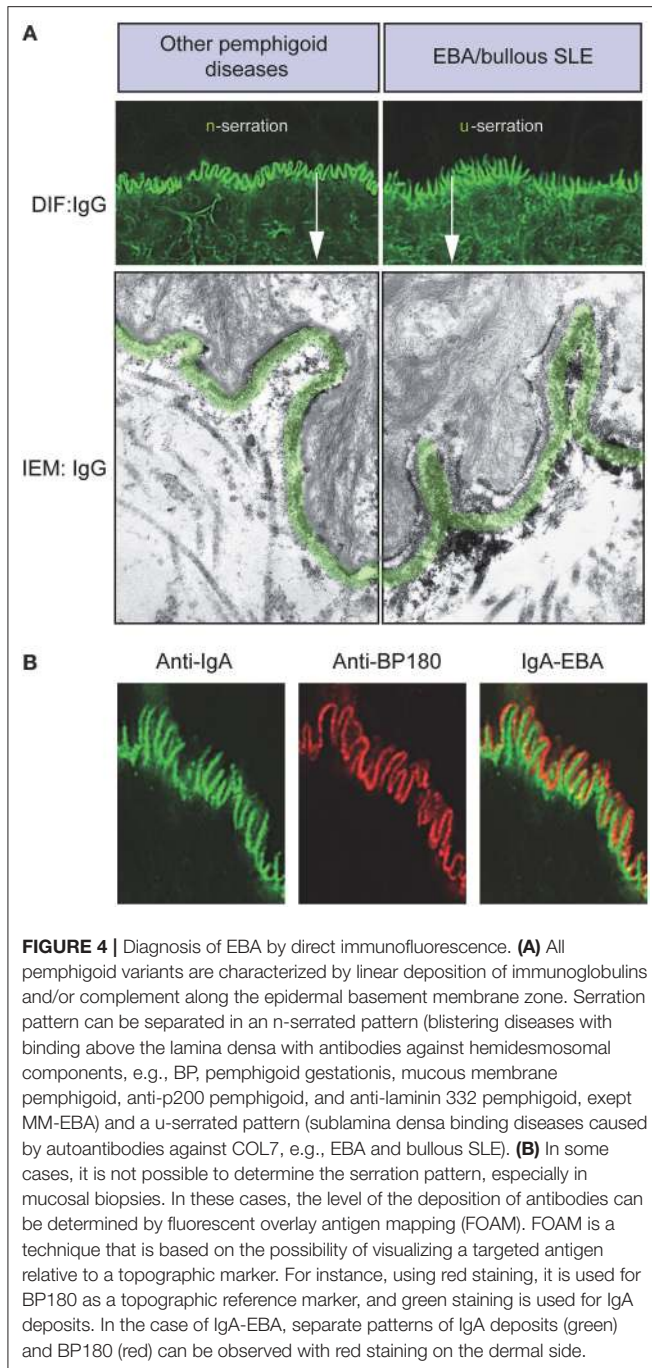 A
Other pemphigoid
diseases
EBA/bullous SLE
n-serration
u-serration
DIF:IgG
IEM: IgG
B
Anti-IgA
Anti-BP180
IgA-EBA
FIGURE 4 | Diagnosis of EBA by direct immunofluorescence. (A) All
pemphigoid variants are characterized by linear deposition of immunoglobulins
and/or complement along the epidermal basement membrane zone. Serration
pattern can be separated in an n-serrated pattern (blistering diseases with
binding above the lamina densa with antibodies against hemidesmosomal
components, e.g., BP, pemphigoid gestationis, mucous membrane
pemphigoid, anti-p200 pemphigoid, and anti-laminin 332 pemphigoid, exept
MM-EBA) and a u-serrated pattern (sublamina densa binding diseases caused
by autoantibodies against COL7, e.g., EBA and bullous SLE). (B) In some
cases, it is not possible to determine the serration pattern, especially in
mucosal biopsies. In these cases, the level of the deposition of antibodies can
be determined by fluorescent overlay antigen mapping (FOAM). FOAM is a
technique that is based on the possibility of visualizing a targeted antigen
relative to a topographic marker. For instance, using red staining, it is used for
BP180 as a topographic reference marker, and green staining is used for IgA
deposits. In the case of IgA-EBA, separate patterns of IgA deposits (green)
and BP180 (red) can be observed with red staining on the dermal side.